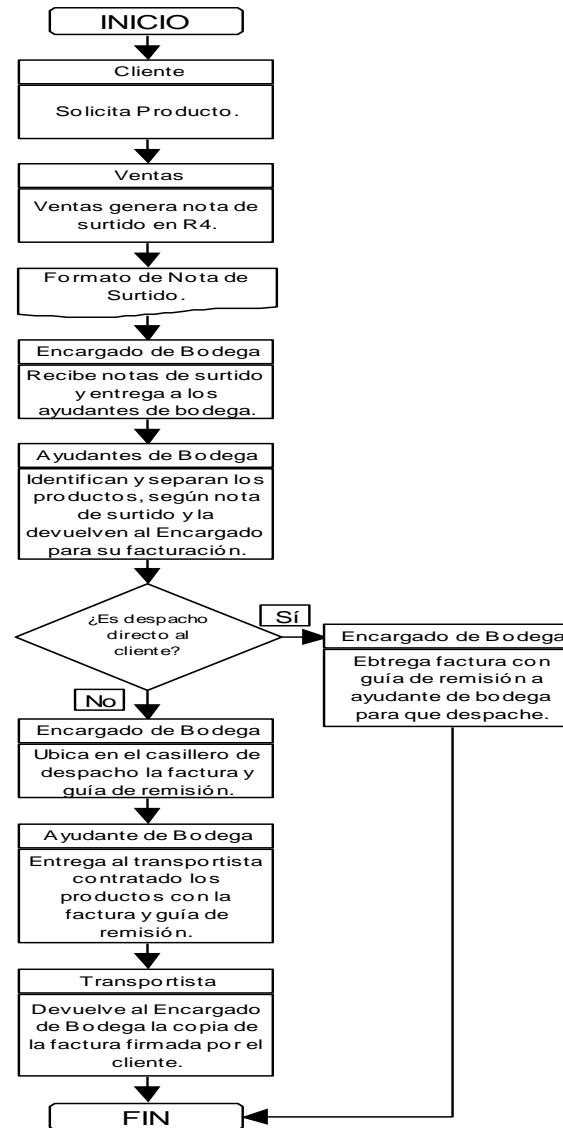 INICIO
Cliente
Solicita Producto.
Ventas
Ventas genera nota de
surtido en R4.
Formato de Nota de
Surtido.
Encargado de Bodega
Recibe notas de surtido
y entrega a los
ayudantes de bodega.
Ayudantes de Bodega
Identifican y separan los
productos, según nota
de surtido y la
devuelven al Encargado
para su facturación.
¿Es despacho
directo al
cliente?
Sí
Encargado de Bodega
Ebtrega factura con
guía de remisión a
ayudante de bodega
para que despache.
No
Encargado de Bodega
Ubica en el casillero de
despacho la factura y
guía de remisión.
Ayudante de Bodega
Entrega al transportista
contratado los
productos con la
factura y guía de
remisión.
Transportista
Devuelve al Encargado
de Bodega la copia de
la factura firmada por el
cliente.
FIN